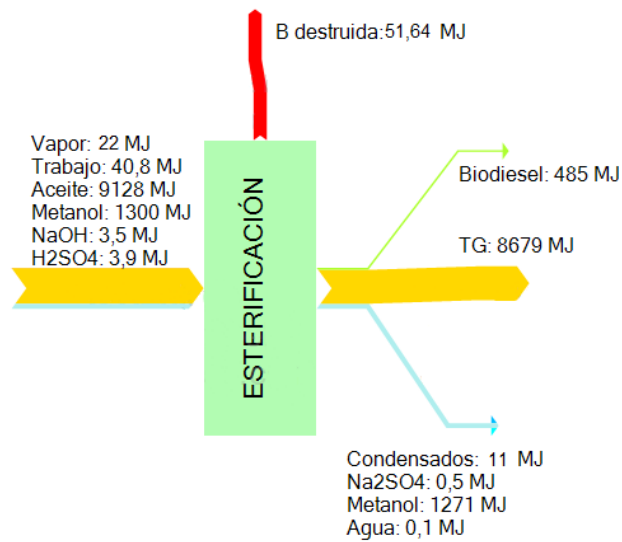 B destruida:51,64 MJ
Vapor: 22 MJ
Trabajo: 40,8 MJ
Aceite: 9128 MJ
Metanol: 1300 MJ
NaOH: 3,5 MJ
H2SO4: 3,9 MJ
ESTERIFICACIÓN
Biodiesel: 485 MJ
TG: 8679 MJ
Condensados: 11 MJ
Na2SO4: 0,5 MJ
Metanol: 1271 MJ
Agua: 0,1 MJ